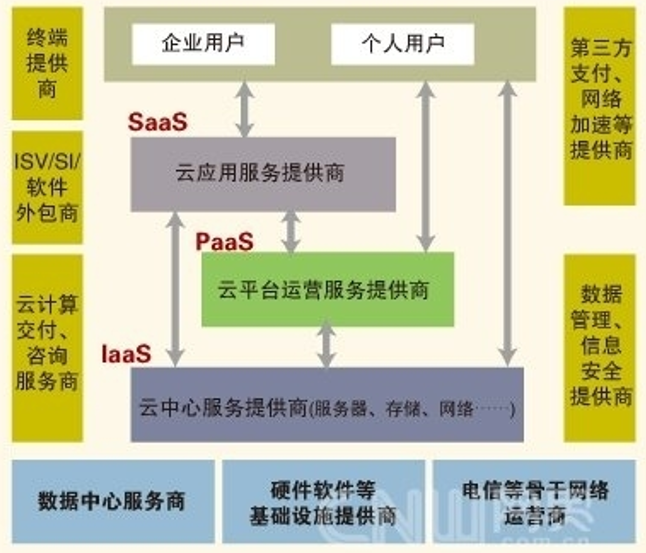 终端
提供
商
企业用户
个人用户
第三方
支付、
网络
加速等
提供商
SaaS
ISV/SI/
软件
外包商
云应用服务提供商
PaaS
云平台运营服务提供商
云计算
交付、
咨询
服务商
数据
管理、
信息
安全
提供商
IaaS
云中心服务提供商(服务器、存储、网络……)
数据中心服务商
硬件软件等
基础设施提供商
电信等骨干网络
运营商